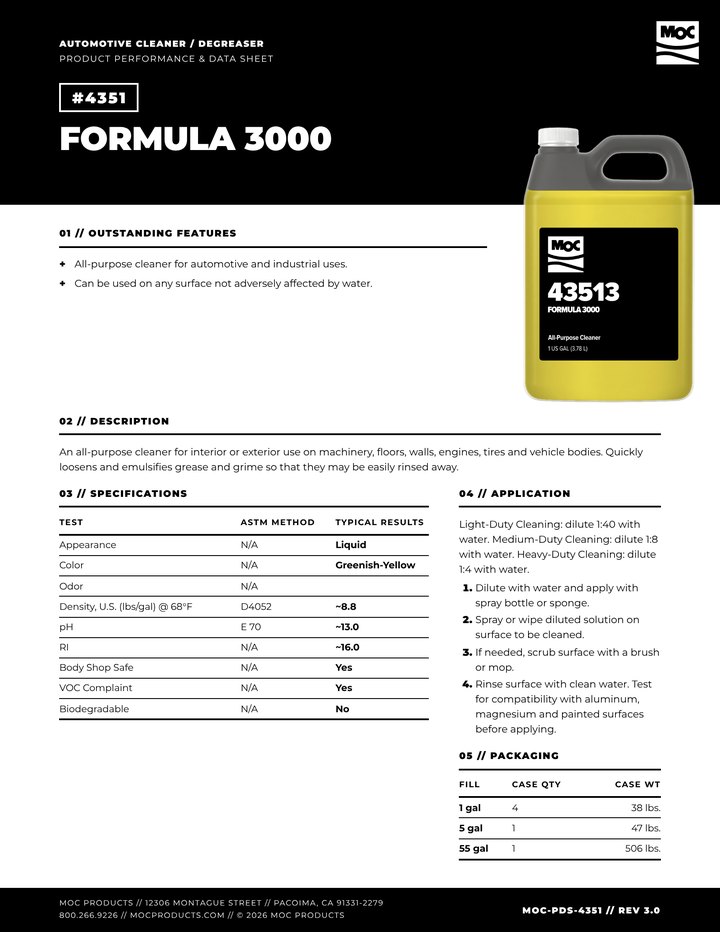 AUTOMOTIVE CLEANER / DEGREASER
PRODUCT PERFORMANCE & DATA SHEET
MOC
#4351
FORMULA 3000
01 // OUTSTANDING FEATURES
+ All-purpose cleaner for automotive and industrial uses.
+ Can be used on any surface not adversely affected by water.
MOC
43513
FORMULA 3000
All-Purpose Cleaner
1 US GAL (3.78 L)
02 // DESCRIPTION
An all-purpose cleaner for interior or exterior use on machinery, floors, walls, engines, tires and vehicle bodies. Quickly
loosens and emulsifies grease and grime so that they may be easily rinsed away.
03 // SPECIFICATIONS
TEST ASTM METHOD TYPICAL RESULTS
Appearance N/A Liquid
Color N/A Greenish-Yellow
Odor N/A
Density, U.S. (lbs/gal) @ 68°F D4052 ~8.8
pH E 70 ~13.0
RI N/A ~16.0
Body Shop Safe N/A Yes
VOC Complaint N/A Yes
Biodegradable N/A No
04 // APPLICATION
Light-Duty Cleaning: dilute 1:40 with
water. Medium-Duty Cleaning: dilute 1:8
with water. Heavy-Duty Cleaning: dilute
1:4 with water.
1. Dilute with water and apply with
spray bottle or sponge.
2. Spray or wipe diluted solution on
surface to be cleaned.
3. If needed, scrub surface with a brush
or mop.
4. Rinse surface with clean water. Test
for compatibility with aluminum,
magnesium and painted surfaces
before applying.
05 // PACKAGING
FILL CASE QTY CASE WT
1 gal 4 38 lbs.
5 gal 1 47 lbs.
55 gal 1 506 lbs.
MOC PRODUCTS // 12306 MONTAGUE STREET // PACOIMA, CA 91331-2279
800.266.9226 // MOCPRODUCTS.COM // © 2026 MOC PRODUCTS
MOC-PDS-4351 // REV 3.0